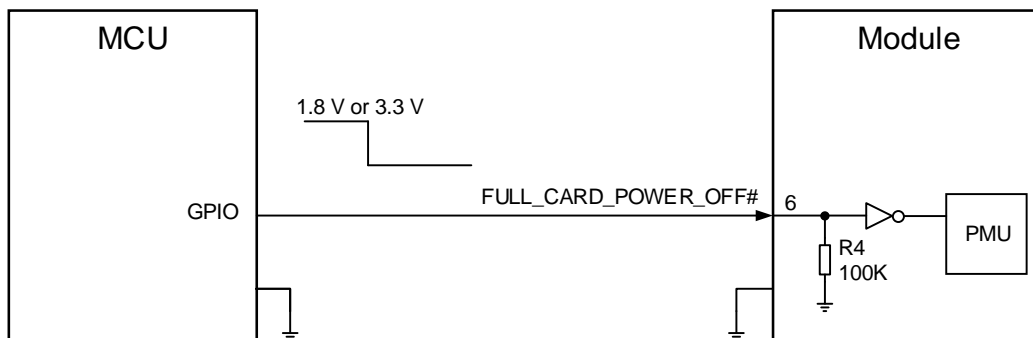 MCU
Module
1.8 V or 3.3 V
FULL_CARD_POWER_OFF#
6
GPIO
PMU
R4
100K